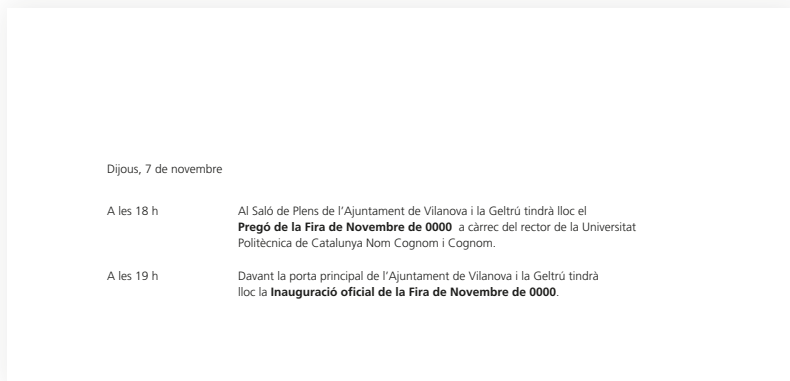 Dijous, 7 de novembre
A les 18 h
Al Saló de Plens de l’Ajuntament de Vilanova i la Geltrú tindrà lloc el
Pregó de la Fira de Novembre de 0000 a càrrec del rector de la Universitat
Politècnica de Catalunya Nom Cognom i Cognom.
A les 19 h
Davant la porta principal de l’Ajuntament de Vilanova i la Geltrú tindrà
lloc la Inauguració oficial de la Fira de Novembre de 0000.